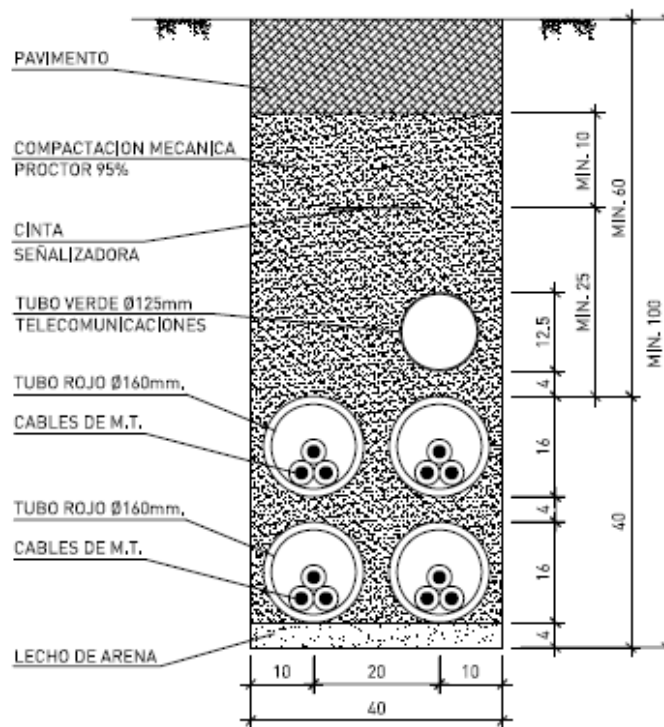 PAVIMENTO
COMPACTACION MECANICA
PROCTOR 95%
CINTA
SEÑALIZADORA
TUBO VERDE Ø125mm
TELECOMUNICACIONES
TUBO ROJO Ø160mm.
CABLES DE M.T.
TUBO ROJO Ø160mm.
CABLES DE M.T.
LECHO DE ARENA
MIN. 10
MIN. 25
12.5
4
16
4
16
4
MIN. 60
40
MIN. 100
10 20 10
40